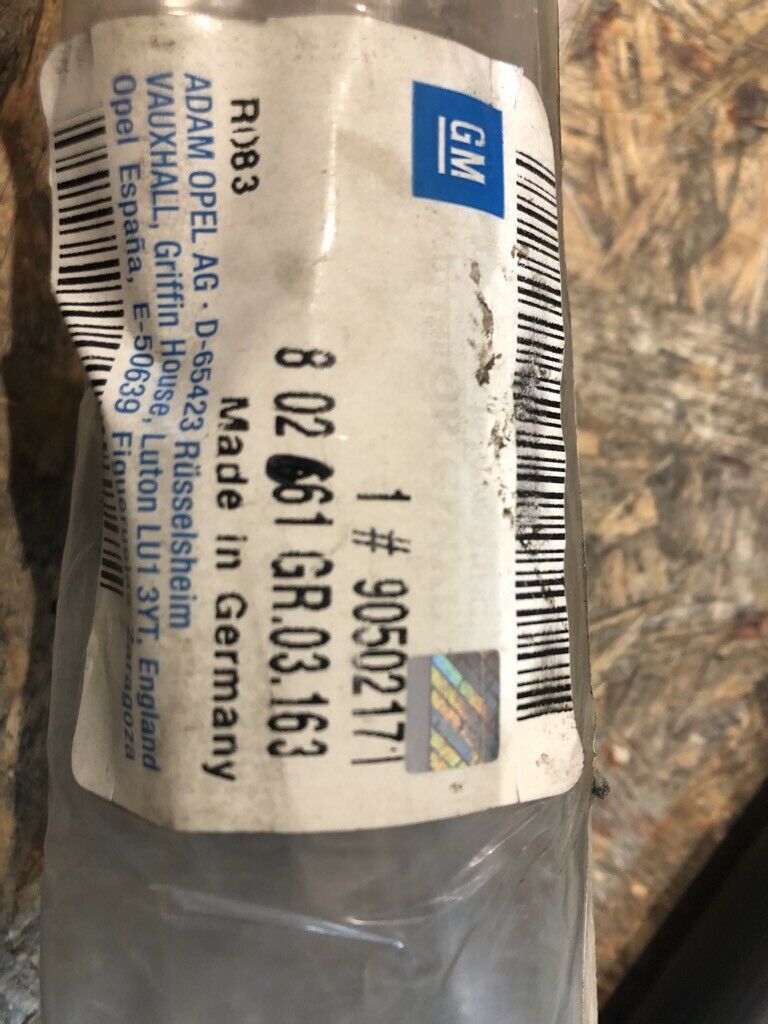 GM
1 # 90502171
8 02 661 GR.03.163
Made in Germany
R083
ADAM OPEL AG · D-65423 Rüsselsheim
VAUXHALL, Griffin House, Luton LU1 3YT, England
Opel España, E-50639